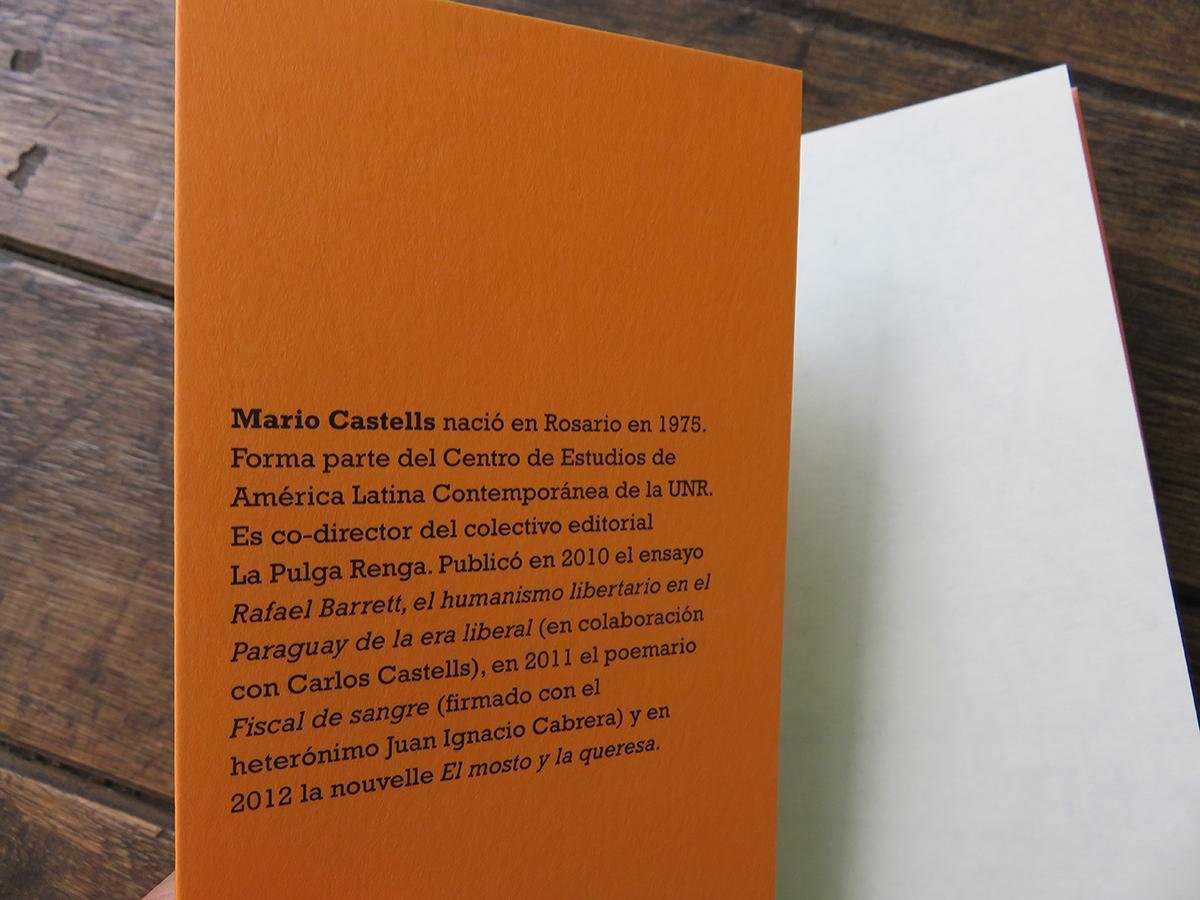 Mario Castells nació en Rosario en 1975.
Forma parte del Centro de Estudios de
América Latina Contemporánea de la UNR.
Es co-director del colectivo editorial
La Pulga Renga. Publicó en 2010 el ensayo
Rafael Barrett, el humanismo libertario en el
Paraguay de la era liberal (en colaboración
con Carlos Castells), en 2011 el poemario
Fiscal de sangre (firmado con el
heterónimo Juan Ignacio Cabrera) y en
2012 la nouvelle El mosto y la queresa.